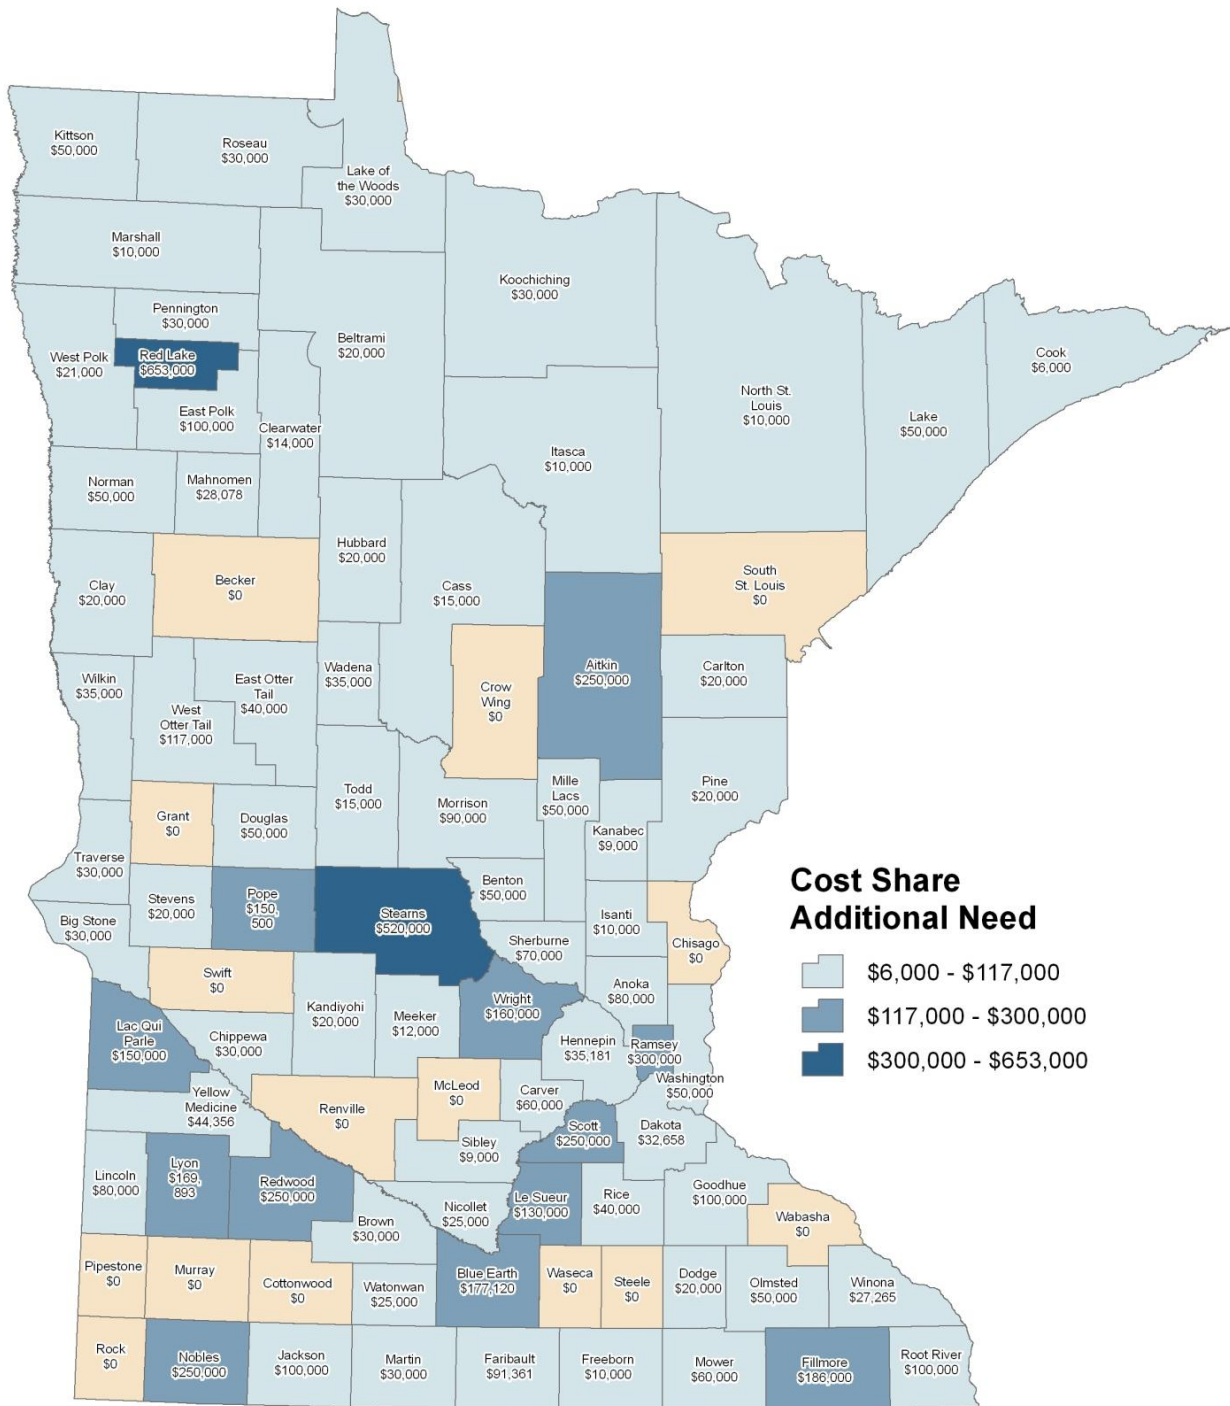 Kittson
$50,000
Roseau
$30,000
Lake of
the Woods
$30,000
Marshall
$10,000
Koochiching
$30,000
Pennington
$30,000
Beltrami
$20,000
West Polk
$21,000
Red Lake
$653,000
Cook
$6,000
North St.
Louis
$10,000
Lake
$50,000
East Polk
$100,000
Clearwater
$14,000
Itasca
$10,000
Norman
$50,000
Mahnomen
$28,078
Hubbard
$20,000
Clay
$20,000
Becker
$0
Cass
$15,000
South
St. Louis
$0
Wilkin
$35,000
East Otter
Tail
$40,000
Wadena
$35,000
Aitkin
$250,000
Carlton
$20,000
West
Otter Tail
$117,000
Crow
Wing
$0
Todd
$15,000
Morrison
$90,000
Mille
Lacs
$50,000
Pine
$20,000
Grant
$0
Douglas
$50,000
Kanabec
$9,000
Traverse
$30,000
Stevens
$20,000
Pope
$150,
500
Stearns
$520,000
Benton
$50,000
Isanti
$10,000
Big Stone
$30,000
Sherburne
$70,000
Chisago
$0
Swift
$0
Kandiyohi
$20,000
Meeker
$12,000
Wright
$160,000
Anoka
$80,000
Lac Qui
Parle
$150,000
Chippewa
$30,000
Hennepin
$35,181
Ramsey
$300,000
Washington
$50,000
Yellow
Medicine
$44,356
Renville
$0
McLeod
$0
Carver
$60,000
Scott
$250,000
Dakota
$32,658
Sibley
$9,000
Lincoln
$80,000
Lyon
$169,
893
Redwood
$250,000
Nicollet
$25,000
Le Sueur
$130,000
Rice
$40,000
Goodhue
$100,000
Wabasha
$0
Brown
$30,000
Pipestone
$0
Murray
$0
Cottonwood
$0
Watonwan
$25,000
Blue Earth
$177,120
Waseca
$0
Steele
$0
Dodge
$20,000
Olmsted
$50,000
Winona
$27,265
Rock
$0
Nobles
$250,000
Jackson
$100,000
Martin
$30,000
Faribault
$91,361
Freeborn
$10,000
Mower
$60,000
Fillmore
$186,000
Root River
$100,000
Cost Share
Additional Need
$6,000 - $117,000
$117,000 - $300,000
$300,000 - $653,000